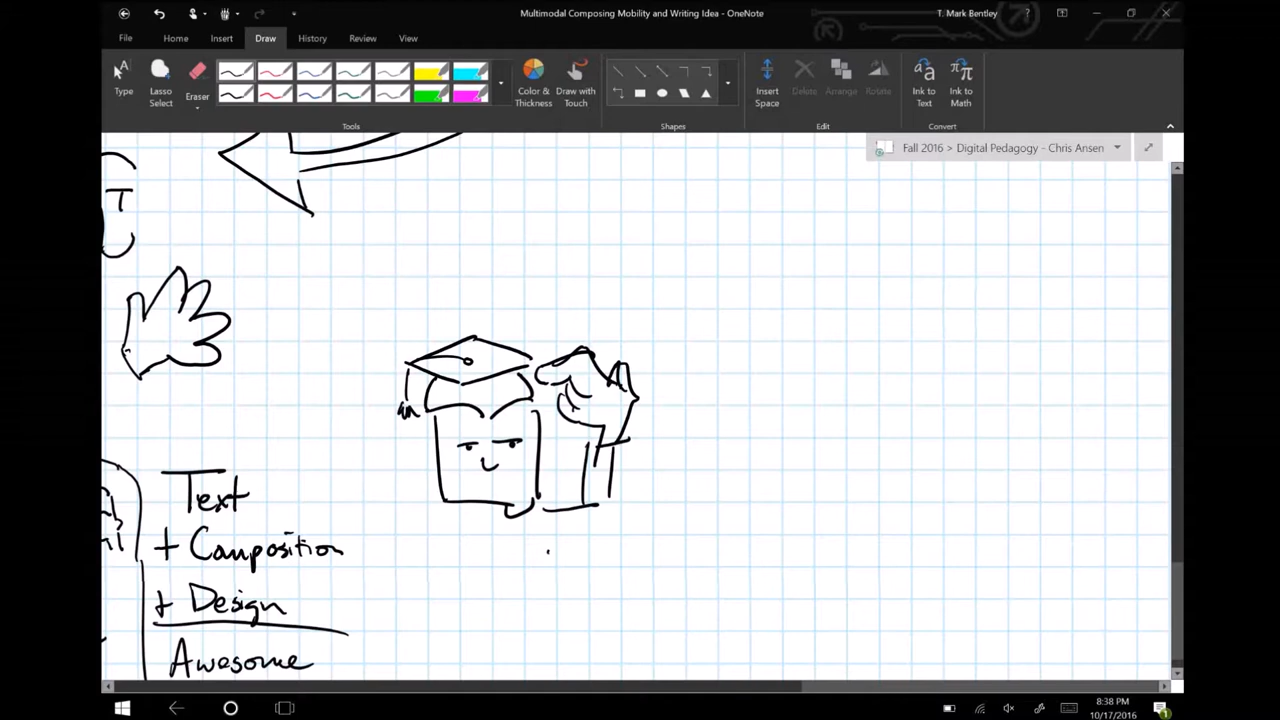 Multimodal Composing Mobility and Writing Idea - OneNote
T. Mark Bentley
File Home Insert Draw History Review View
Type
Lasso Select
Eraser
Color & Thickness
Draw with Touch
Insert Space
Delete
Arrange
Rotate
Ink to Text
Ink to Math
Tools
Shapes
Edit
Convert
Fall 2016 > Digital Pedagogy - Chris Ansen
T
Text
+ Composition
+ Design
Awesome
8:38 PM
10/17/2016